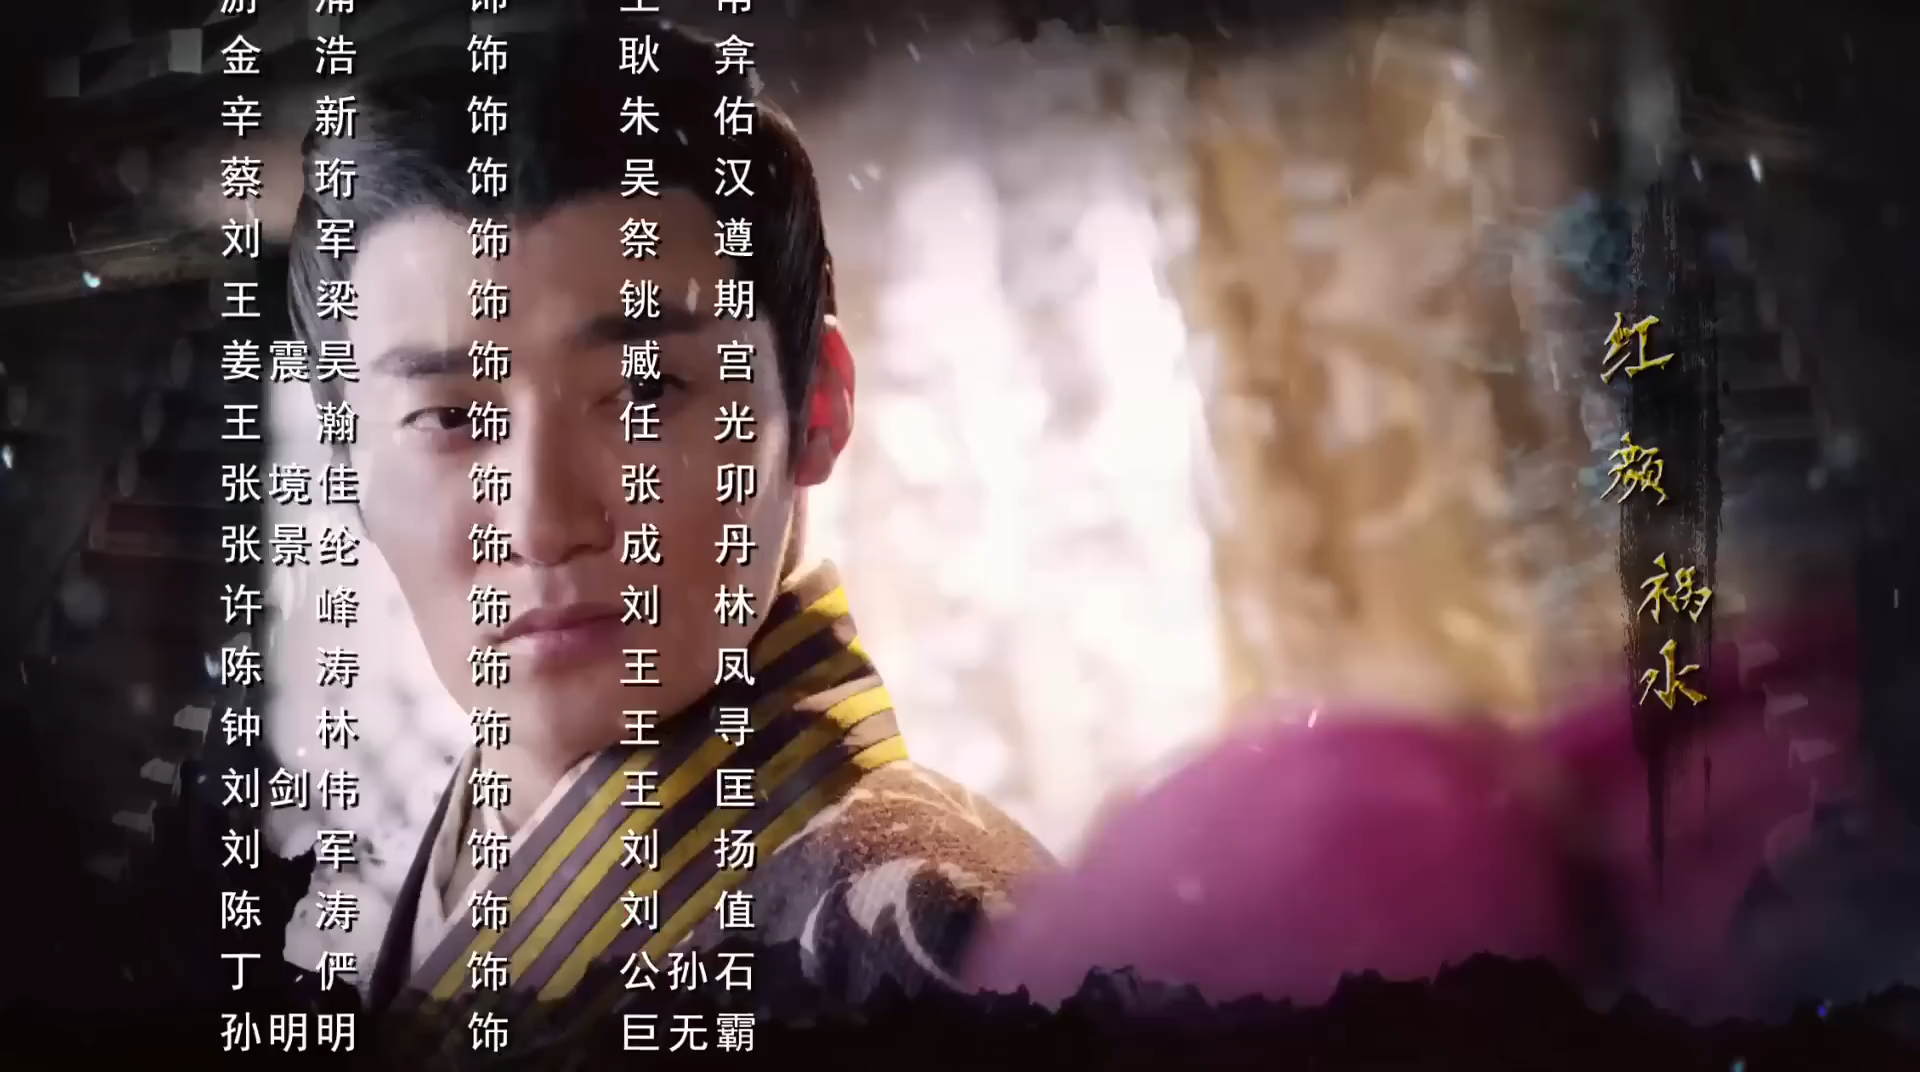 金浩 饰 耿弇
辛新 饰 朱佑
蔡珩 饰 吴汉
刘军 饰 祭遵
王梁 饰 铫期
姜震昊 饰 臧宫
王瀚 饰 任光
张境佳 饰 张卯
张景纶 饰 成丹
许峰 饰 刘林
陈涛 饰 王凤
钟林 饰 王寻
刘剑伟 饰 王匡
刘军 饰 刘扬
陈涛 饰 刘值
丁俨 饰 公孙石
孙明明 饰 巨无霸
红颜祸水